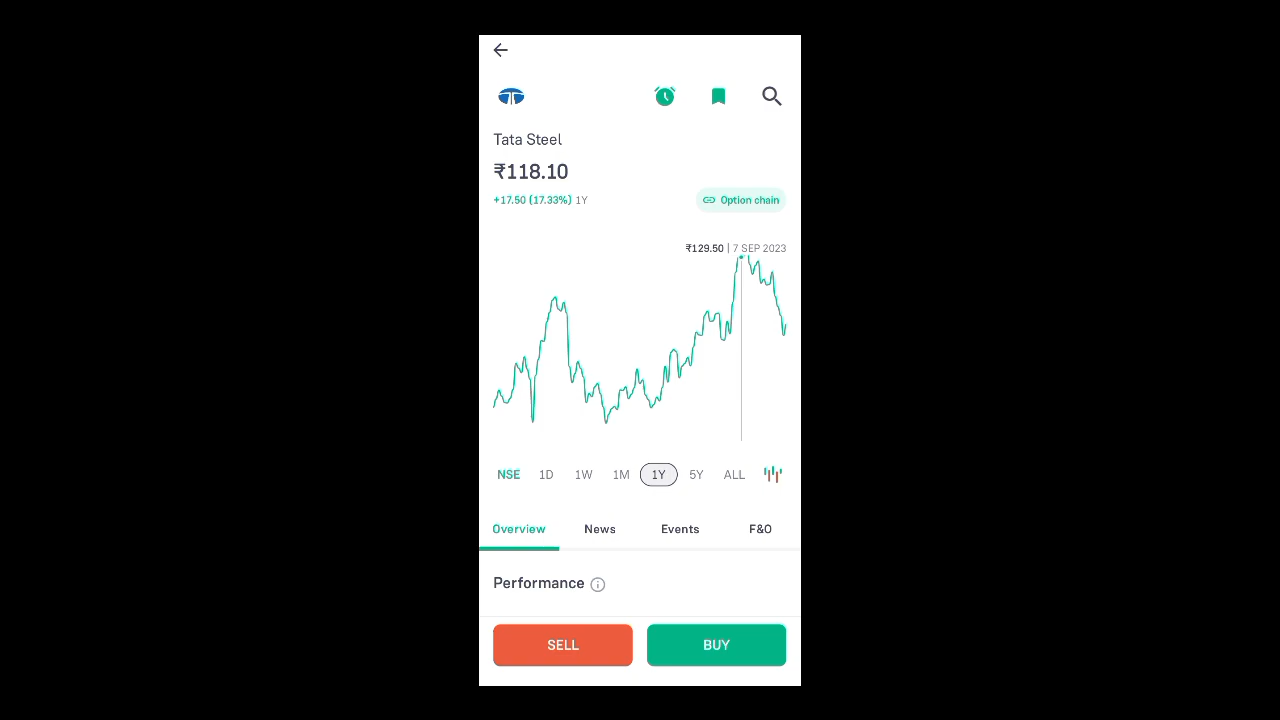 Tata Steel
₹118.10
+17.50 (17.33%) 1Y
Option chain
₹129.50 | 7 SEP 2023
NSE 1D 1W 1M 1Y 5Y ALL
Overview News Events F&O
Performance
SELL BUY